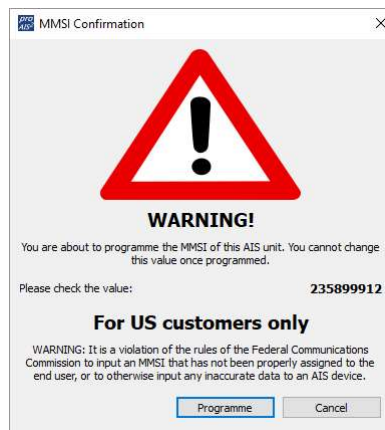 pro AIS²
MMSI Confirmation
WARNING!
You are about to programme the MMSI of this AIS unit. You cannot change
this value once programmed.
Please check the value:
235899912
For US customers only
WARNING: It is a violation of the rules of the Federal Communications
Commission to input an MMSI that has not been properly assigned to the
end user, or to otherwise input any inaccurate data to an AIS device.
Programme
Cancel